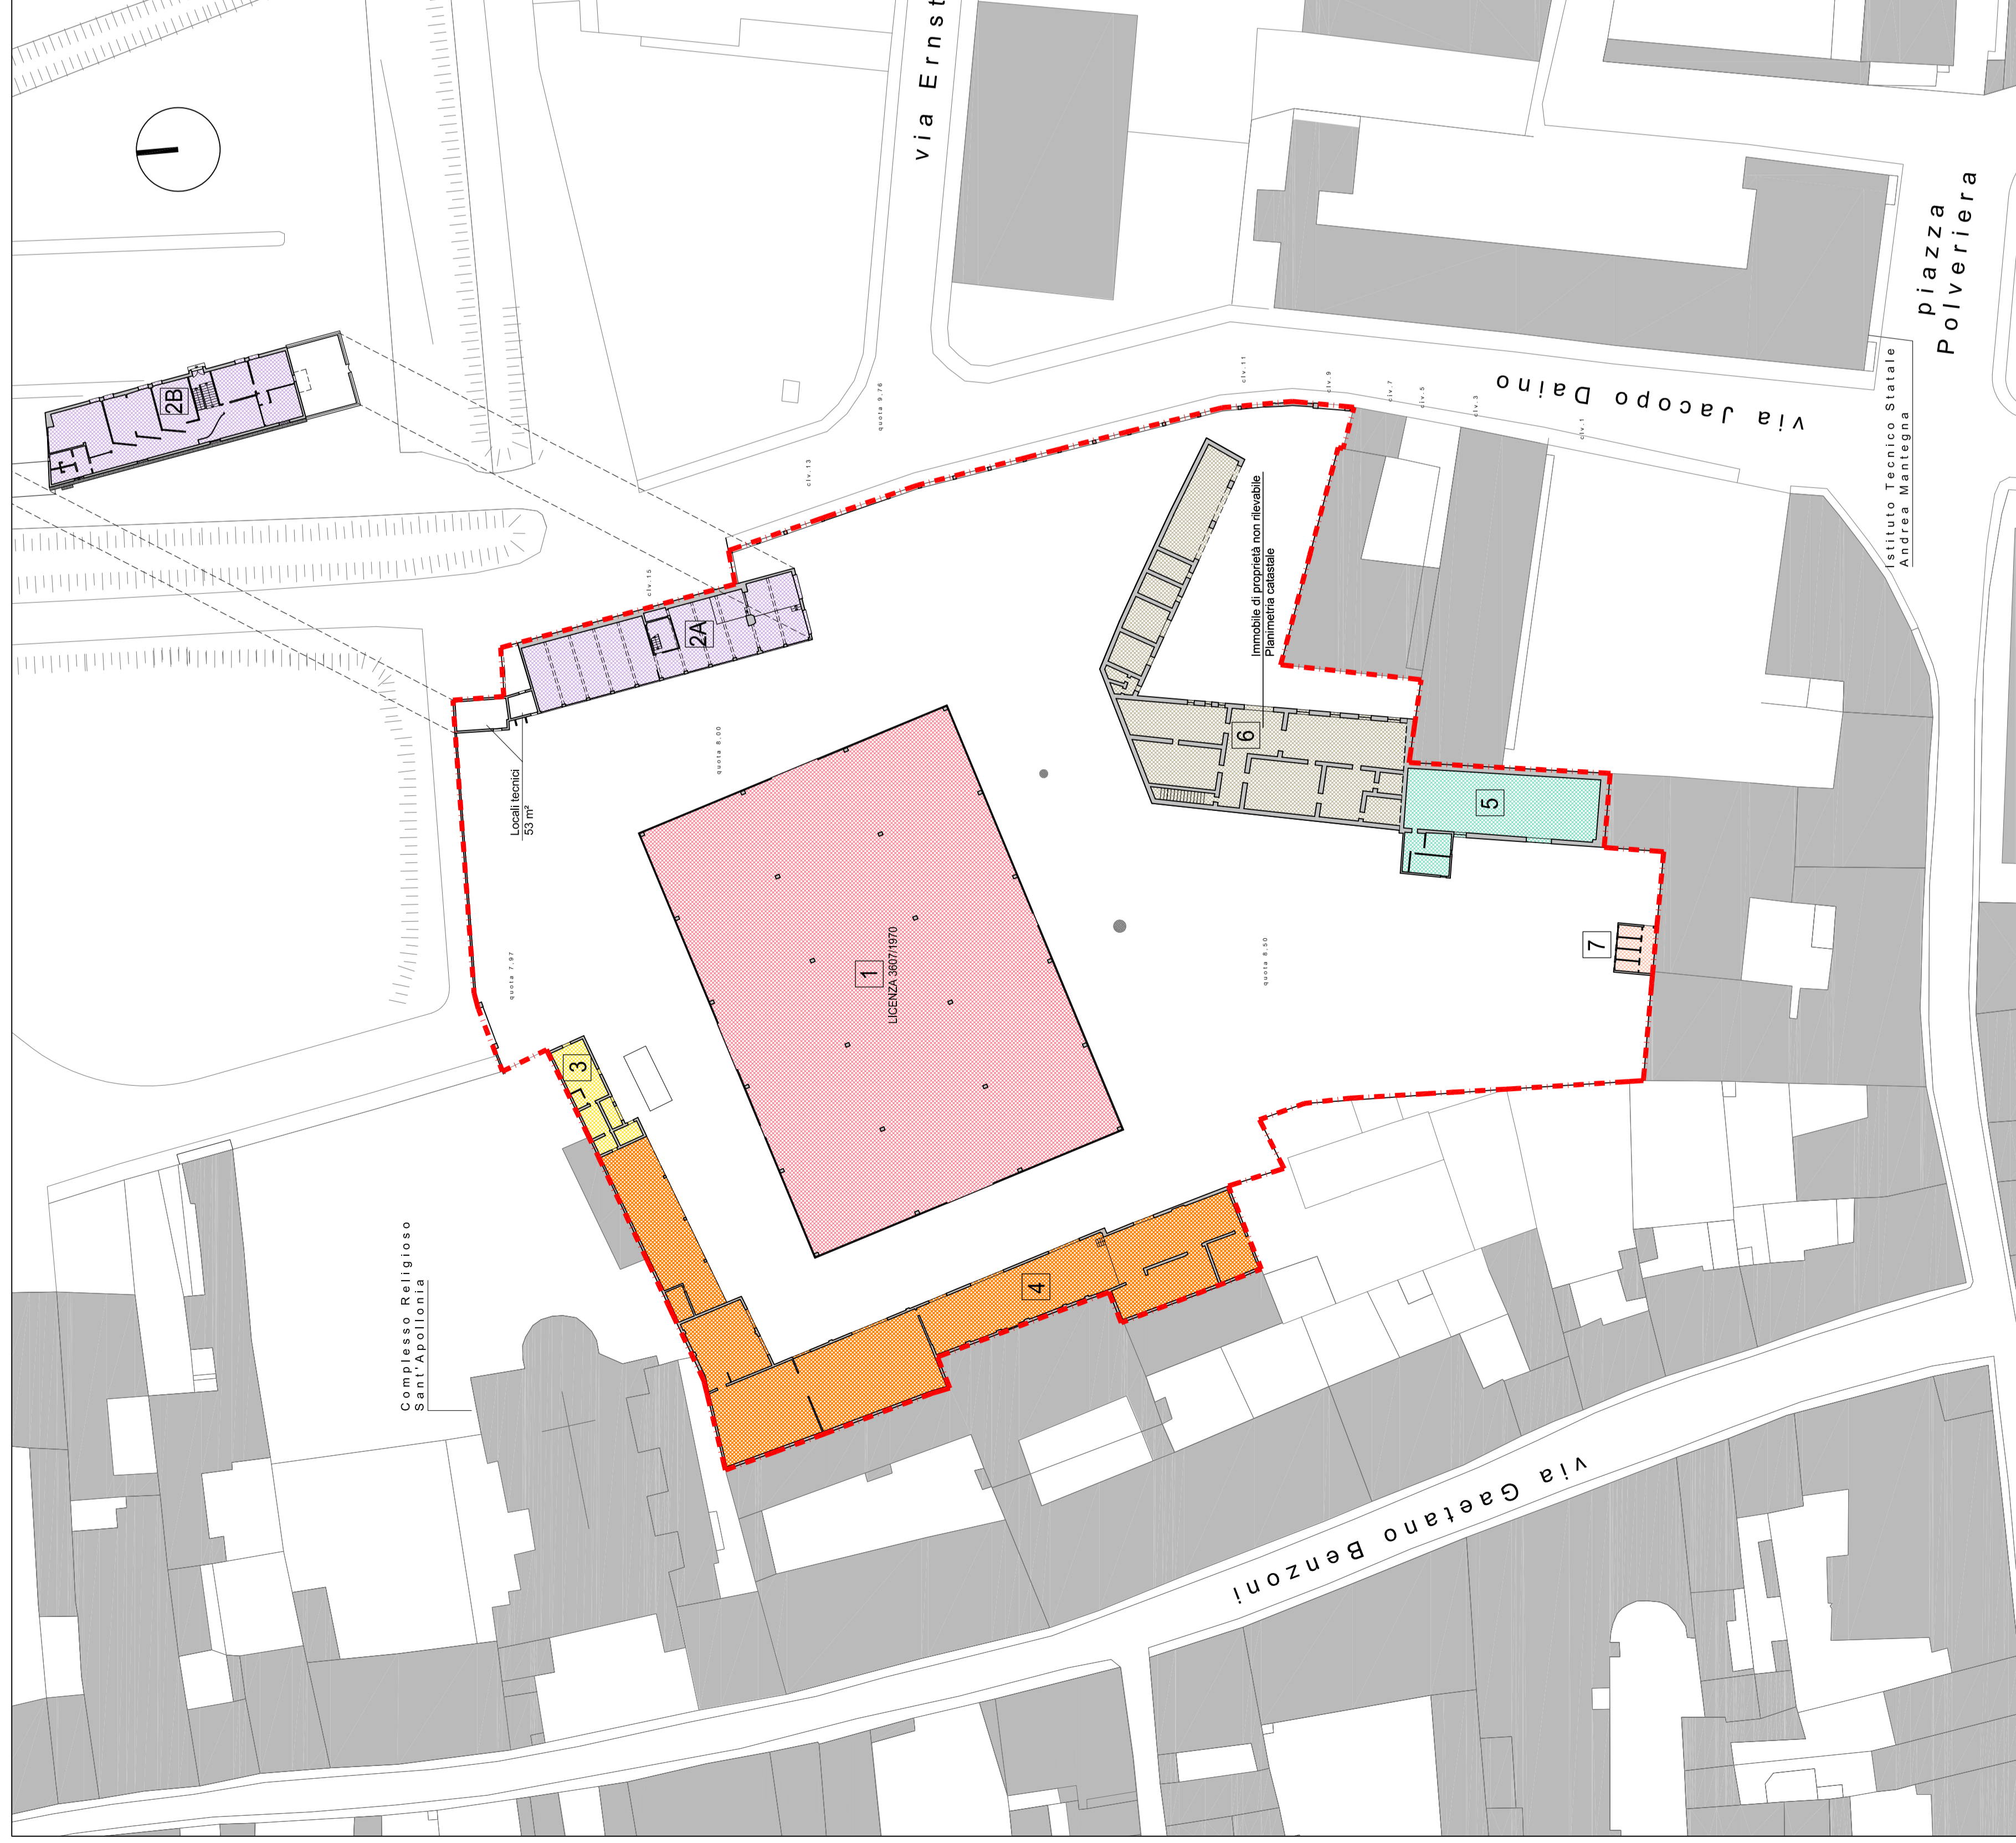 via Ernst
piazza
Polveriera
via Jacopo Daino
Istituto Tecnico Statale
Andrea Mantegna
via Gaetano Benzoni
Complesso Religioso
Sant'Apollonia
2B
2A
Locali tecnici
53 m²
1
LICENZA 3607/1970
3
4
5
6
Immobile di proprietà non rilevabile
Planimetria catastale
7
quota 9.76
quota 8.00
quota 7.97
quota 8.50
civ.15
civ.13
civ.11
civ.9
civ.7
civ.5
civ.3
civ.1